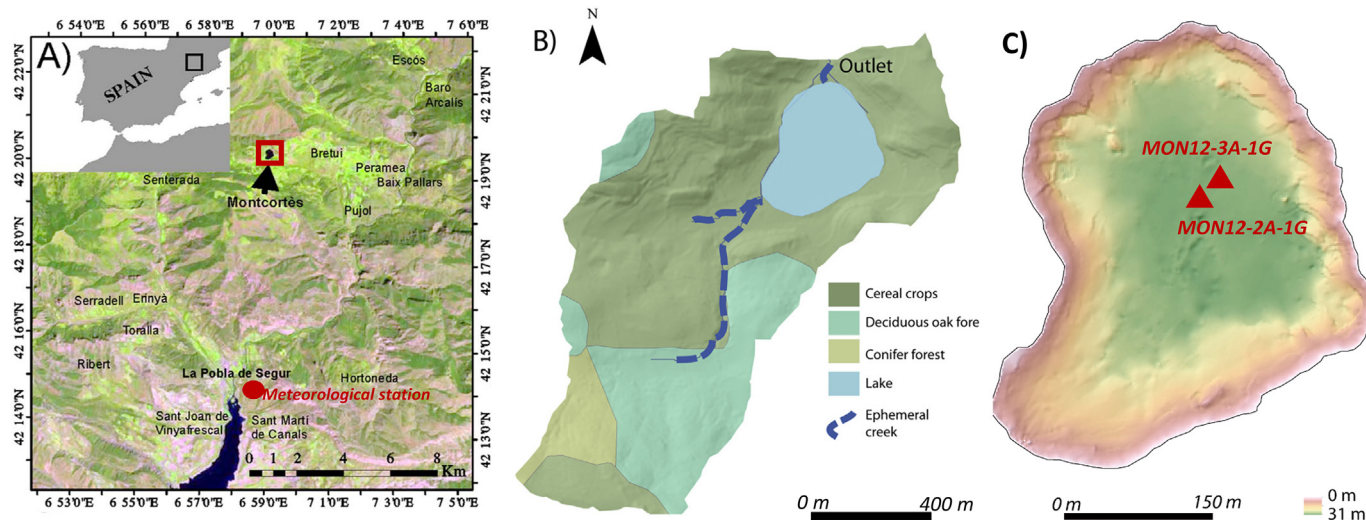 6 54'0"E 6 56'0"E 6 58'0"E 7 00'E 7 2'0"E 7 4'0"E 7 6'0"E
A)
SPAIN
42 22'0"N
42 20'0"N
42 18'0"N
42 16'0"N
42 14'0"N
Escós
Baró
Arcalís
Bretui
Peramea
Baix Pallars
Senterada
Montcortès
Pujol
Serradell
Erinyà
Toralla
Ribert
La Pobla de Segur
Hortoneda
Meteorological station
Sant Joan de
Vinyafrescal
Sant Martí
de Canals
0 1 2 4 6 8
Km
42 21'0"N
42 19'0"N
42 17'0"N
42 15'0"N
42 13'0"N
6 53'0"E 6 55'0"E 6 57'0"E 6 59'0"E 7 1'0"E 7 3'0"E 7 5'0"E
B)
N
Outlet
Cereal crops
Deciduous oak fore
Conifer forest
Lake
Ephemeral
creek
0 m 400 m
C)
MON12-3A-1G
MON12-2A-1G
0 m 150 m
0 m
31 m